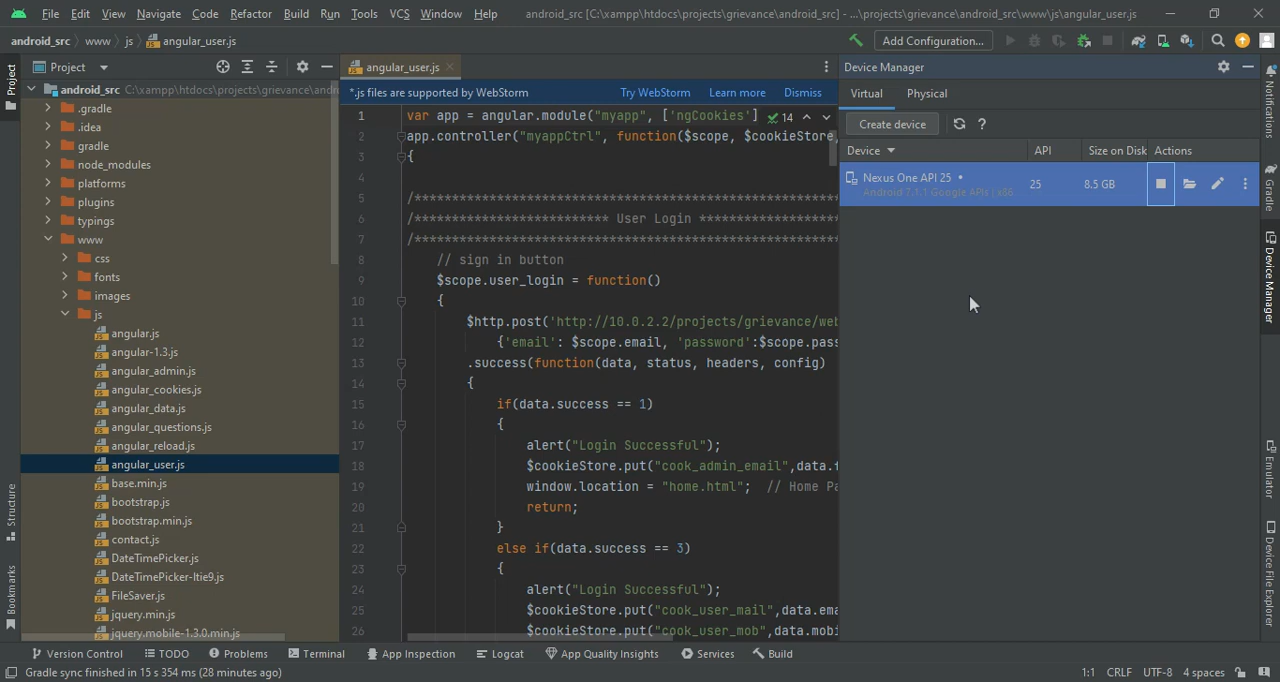 File Edit View Navigate Code Refactor Build Run Tools VCS Window Help android_src [C:\xampp\htdocs\projects\grievance\android_src] - ...\projects\grievance\android_src\www\js\angular_user.js
android_src www js angular_user.js Add Configuration...
Project
Project
angular_user.js
Device Manager
android_src C:\xampp\htdocs\projects\grievance\andro
.gradle
.idea
gradle
node_modules
platforms
plugins
typings
www
css
fonts
images
js
angular.js
angular-1.3.js
angular_admin.js
angular_cookies.js
angular_data.js
angular_questions.js
angular_reload.js
angular_user.js
base.min.js
bootstrap.js
bootstrap.min.js
contact.js
DateTimePicker.js
DateTimePicker-ltie9.js
FileSaver.js
jquery.min.js
jquery.mobile-1.3.0.min.js
Structure
Bookmarks
*.js files are supported by WebStorm Try WebStorm Learn more Dismiss
1 var app = angular.module("myapp", ['ngCookies'] 14
2 app.controller("myappCtrl", function($scope, $cookieStore,
3 {
4
5 /*********************************************************
6 /************************** User Login *******************
7 /*********************************************************
8 // sign in button
9 $scope.user_login = function()
10 {
11 $http.post('http://10.0.2.2/projects/grievance/web
12 {'email': $scope.email, 'password':$scope.pass
13 .success(function(data, status, headers, config)
14 {
15 if(data.success == 1)
16 {
17 alert("Login Successful");
18 $cookieStore.put("cook_admin_email",data.
19 window.location = "home.html"; // Home Pa
20 return;
21 }
22 else if(data.success == 3)
23 {
24 alert("Login Successful");
25 $cookieStore.put("cook_user_mail",data.ema
26 $cookieStore.put("cook_user_mob",data.mobi
Virtual Physical
Create device ?
Device API Size on Disk Actions
Nexus One API 25 25 8.5 GB
Android 7.1.1 Google APIs | x86
Notifications
Gradle
Device Manager
Emulator
Device File Explorer
Version Control TODO Problems Terminal App Inspection Logcat App Quality Insights Services Build
Gradle sync finished in 15 s 354 ms (28 minutes ago) 1:1 CRLF UTF-8 4 spaces